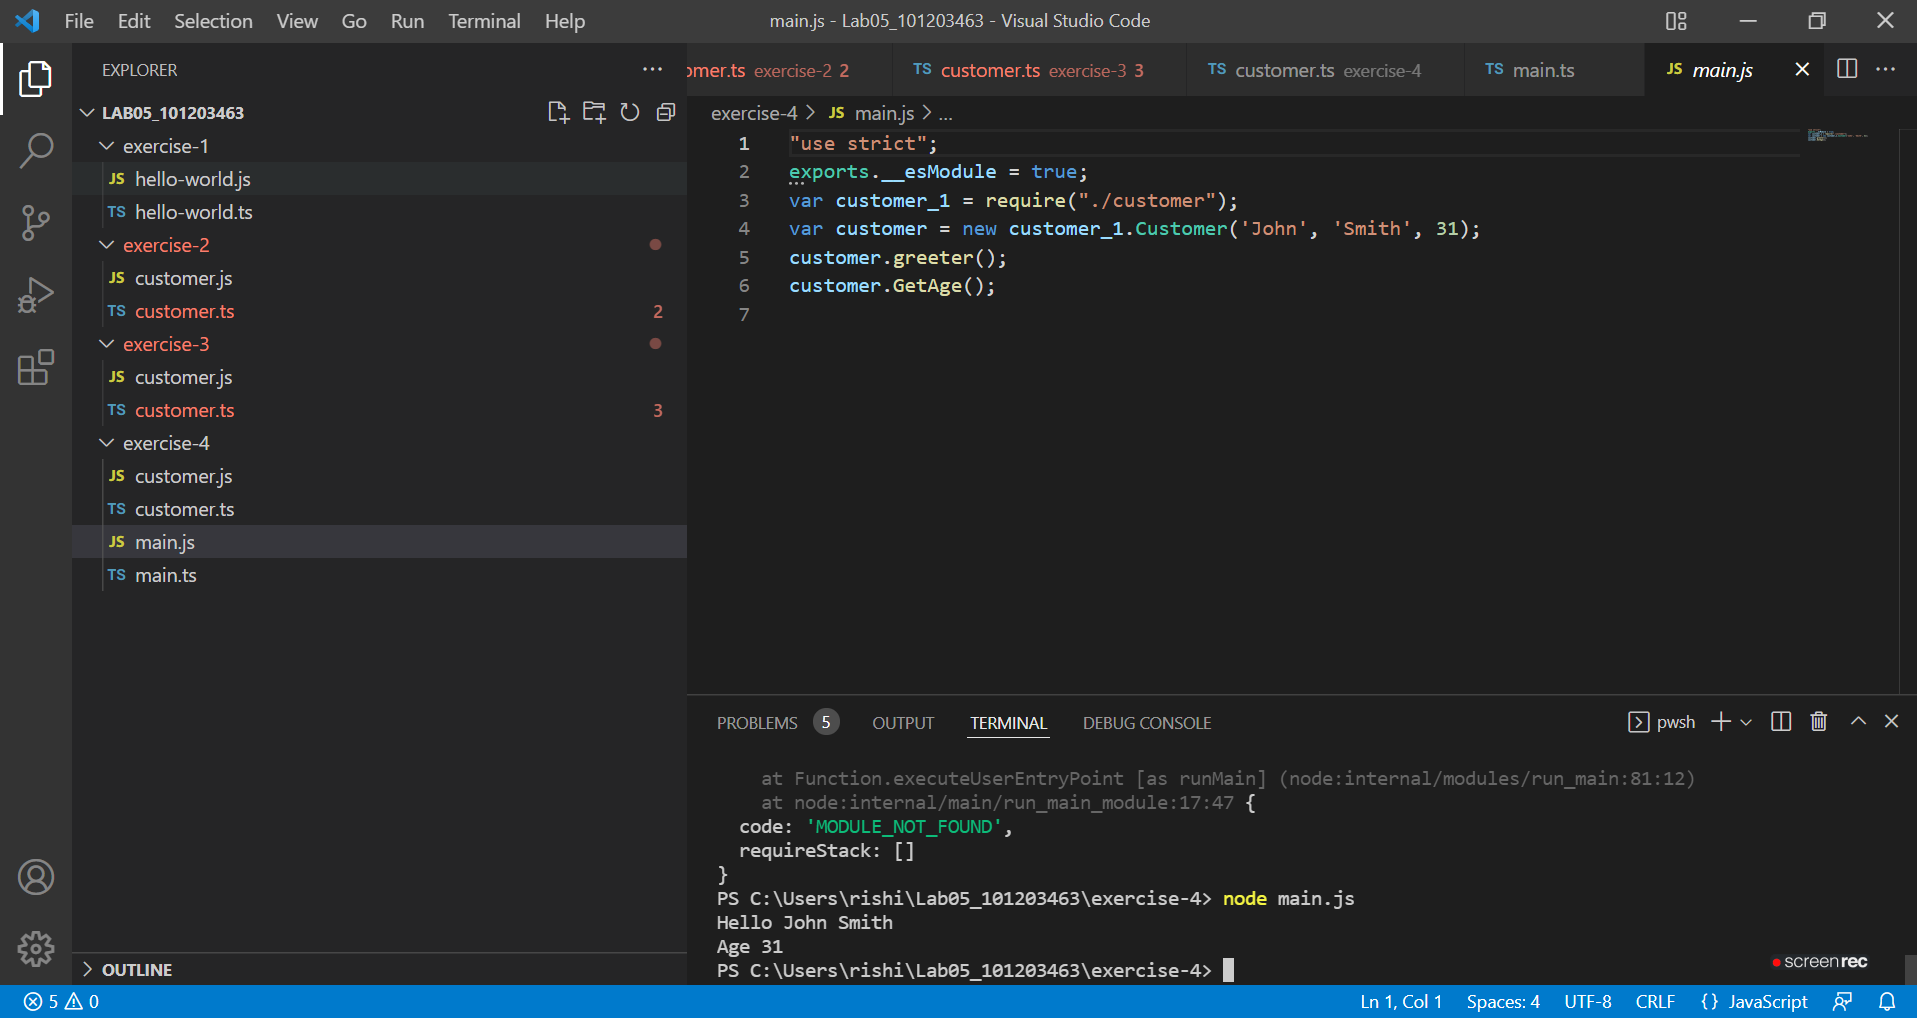 File Edit Selection View Go Run Terminal Help
main.js - Lab05_101203463 - Visual Studio Code
EXPLORER
LAB05_101203463
exercise-1
JS hello-world.js
TS hello-world.ts
exercise-2
JS customer.js
TS customer.ts 2
exercise-3
JS customer.js
TS customer.ts 3
exercise-4
JS customer.js
TS customer.ts
JS main.js
TS main.ts
OUTLINE
omer.ts exercise-2 2
TS customer.ts exercise-3 3
TS customer.ts exercise-4
TS main.ts
JS main.js
exercise-4 > JS main.js > ...
1 "use strict";
2 exports.__esModule = true;
3 var customer_1 = require("./customer");
4 var customer = new customer_1.Customer('John', 'Smith', 31);
5 customer.greeter();
6 customer.GetAge();
7
PROBLEMS 5 OUTPUT TERMINAL DEBUG CONSOLE
pwsh
at Function.executeUserEntryPoint [as runMain] (node:internal/modules/run_main:81:12)
at node:internal/main/run_main_module:17:47 {
code: 'MODULE_NOT_FOUND',
requireStack: []
}
PS C:\Users\rishi\Lab05_101203463\exercise-4> node main.js
Hello John Smith
Age 31
PS C:\Users\rishi\Lab05_101203463\exercise-4>
screenrec
5 0
Ln 1, Col 1 Spaces: 4 UTF-8 CRLF {} JavaScript